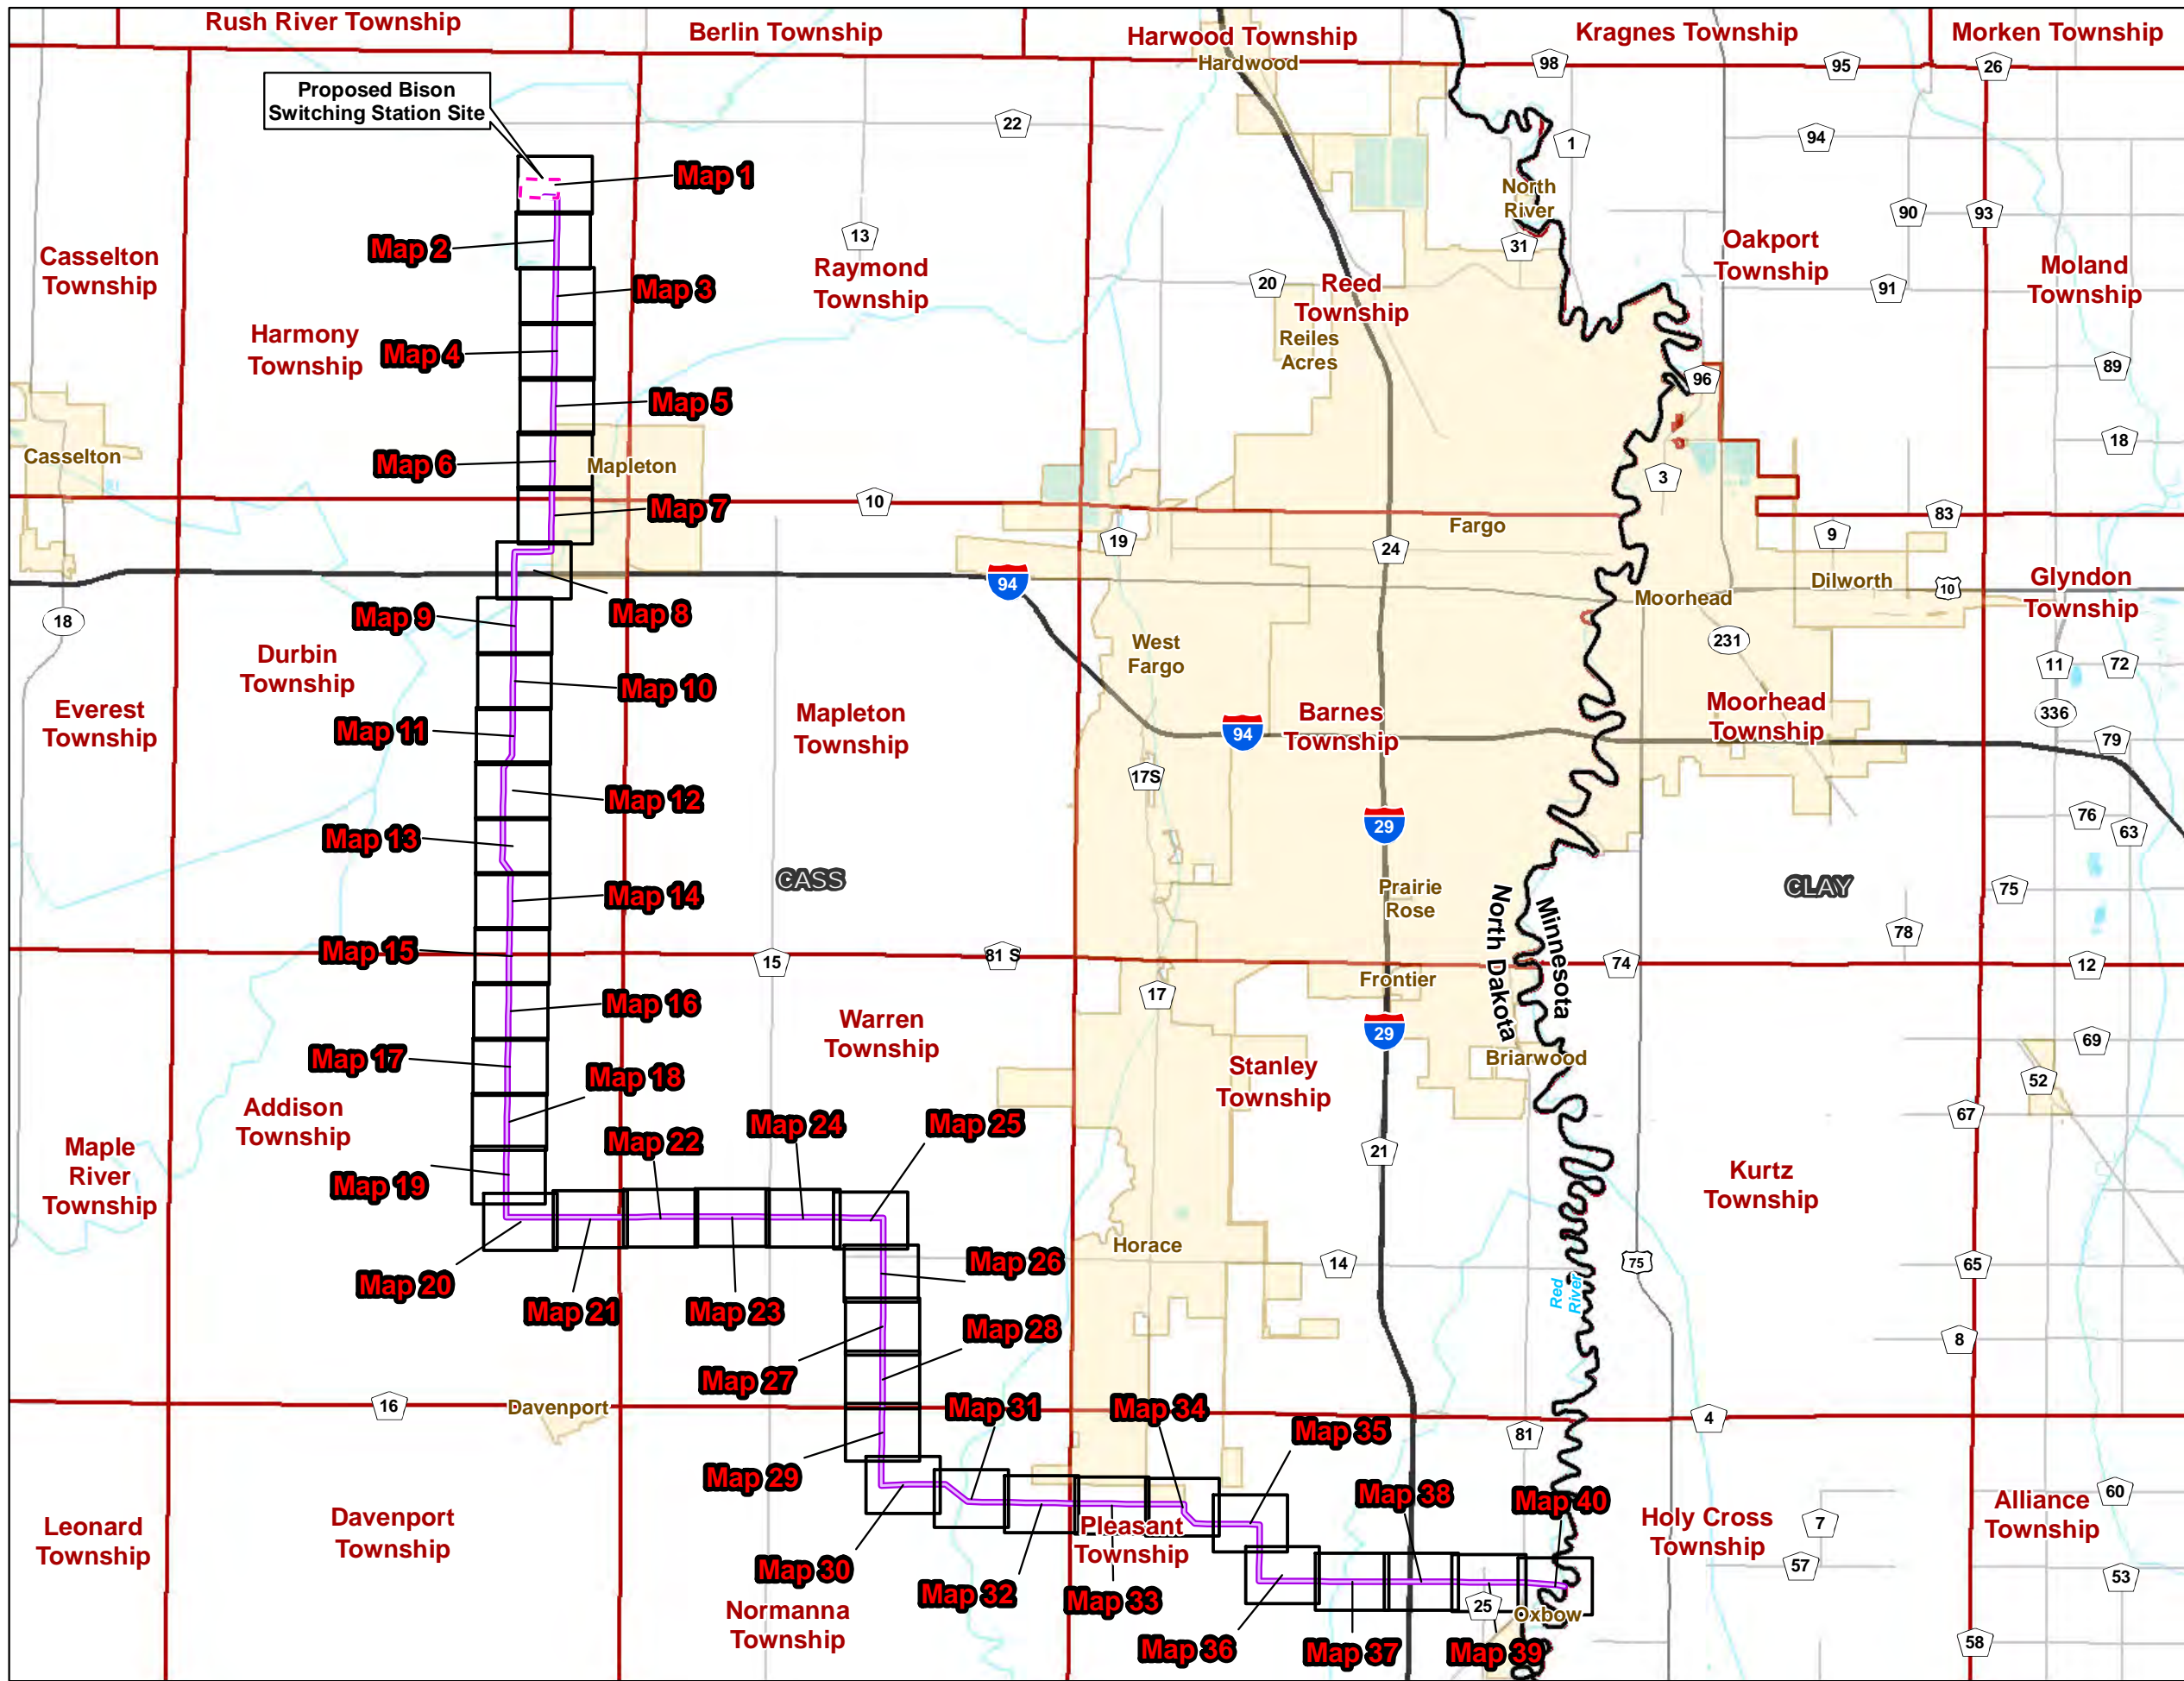 Rush River Township
Berlin Township
Harwood Township
Hardwood
Kragnes Township
Morken Township
98
95
26
Proposed Bison
Switching Station Site
22
1
94
Map 1
North
River
90
93
Map 2
13
31
Oakport
Township
Casselton
Township
Raymond
Township
Moland
Township
Map 3
20
Reed
Township
91
Harmony
Township
Map 4
Reiles
Acres
89
96
Map 5
18
Casselton
Map 6
Mapleton
3
Map 7
10
Fargo
83
19
24
9
94
Dilworth
10
Glyndon
Township
Moorhead
Map 9
Map 8
18
West
Fargo
231
Durbin
Township
11
72
Map 10
Everest
Township
Mapleton
Township
Barnes
Township
Moorhead
Township
336
Map 11
94
79
17S
Map 12
29
76
63
Map 13
CASS
Prairie
Rose
CLAY
75
Map 14
North Dakota
Minnesota
78
Map 15
15
81 S
74
12
Frontier
17
Map 16
Warren
Township
29
69
Map 17
Briarwood
Map 18
Stanley
Township
52
Addison
Township
67
Map 24
Map 25
Map 22
21
Maple
River
Township
Map 19
Kurtz
Township
Horace
Map 26
14
75
65
Map 20
Red
River
Map 21
Map 23
Map 28
8
Map 27
16
Davenport
Map 31
Map 34
4
Map 35
81
Map 29
Map 38
Map 40
60
Leonard
Township
Davenport
Township
Pleasant
Township
Holy Cross
Township
7
Alliance
Township
57
53
Map 30
Map 32
Map 33
25
Oxbow
Normanna
Township
Map 36
Map 37
Map 39
58